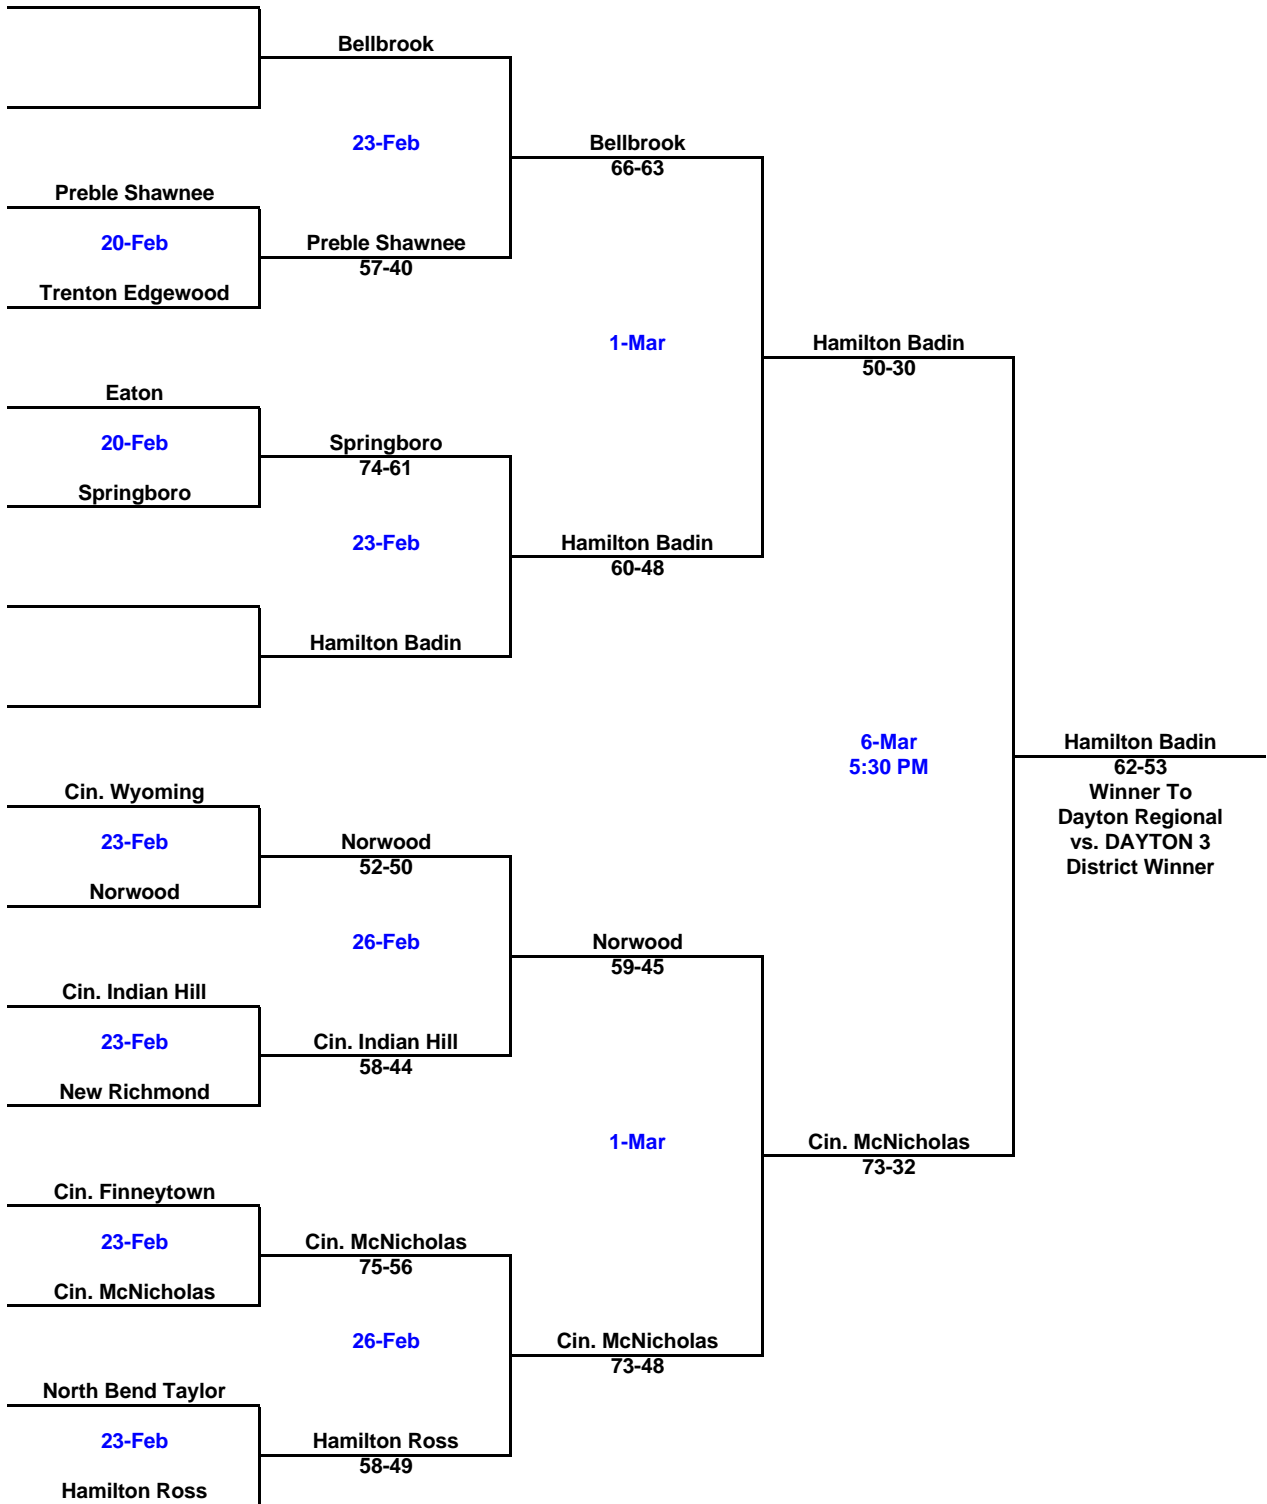 Bellbrook
23-Feb
Bellbrook
66-63
Preble Shawnee
20-Feb
Preble Shawnee
57-40
Trenton Edgewood
1-Mar
Hamilton Badin
50-30
Eaton
20-Feb
Springboro
74-61
Springboro
23-Feb
Hamilton Badin
60-48
Hamilton Badin
6-Mar
5:30 PM
Hamilton Badin
62-53
Winner To
Dayton Regional
vs. DAYTON 3
District Winner
Cin. Wyoming
23-Feb
Norwood
52-50
Norwood
26-Feb
Norwood
59-45
Cin. Indian Hill
23-Feb
Cin. Indian Hill
58-44
New Richmond
1-Mar
Cin. McNicholas
73-32
Cin. Finneytown
23-Feb
Cin. McNicholas
75-56
Cin. McNicholas
26-Feb
Cin. McNicholas
73-48
North Bend Taylor
23-Feb
Hamilton Ross
58-49
Hamilton Ross